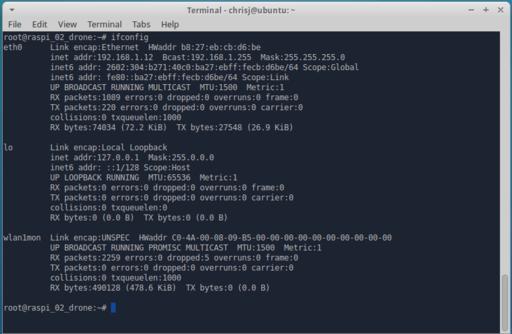 Terminal - chrisj@ubuntu: ~
File Edit View Terminal Tabs Help
root@raspi_02_drone:~# ifconfig
eth0      Link encap:Ethernet  HWaddr b8:27:eb:cb:d6:be
          inet addr:192.168.1.12  Bcast:192.168.1.255  Mask:255.255.255.0
          inet6 addr: 2602:304:b271:40c0:ba27:ebff:fecb:d6be/64 Scope:Global
          inet6 addr: fe80::ba27:ebff:fecb:d6be/64 Scope:Link
          UP BROADCAST RUNNING MULTICAST  MTU:1500  Metric:1
          RX packets:1089 errors:0 dropped:0 overruns:0 frame:0
          TX packets:220 errors:0 dropped:0 overruns:0 carrier:0
          collisions:0 txqueuelen:1000
          RX bytes:74034 (72.2 KiB)  TX bytes:27548 (26.9 KiB)
lo        Link encap:Local Loopback
          inet addr:127.0.0.1  Mask:255.0.0.0
          inet6 addr: ::1/128 Scope:Host
          UP LOOPBACK RUNNING  MTU:65536  Metric:1
          RX packets:0 errors:0 dropped:0 overruns:0 frame:0
          TX packets:0 errors:0 dropped:0 overruns:0 carrier:0
          collisions:0 txqueuelen:0
          RX bytes:0 (0.0 B)  TX bytes:0 (0.0 B)
wlan1mon  Link encap:UNSPEC  HWaddr C0-4A-00-08-09-B5-00-00-00-00-00-00-00-00-00-00
          UP BROADCAST RUNNING PROMISC MULTICAST  MTU:1500  Metric:1
          RX packets:2259 errors:0 dropped:5 overruns:0 frame:0
          TX packets:0 errors:0 dropped:0 overruns:0 carrier:0
          collisions:0 txqueuelen:1000
          RX bytes:490128 (478.6 KiB)  TX bytes:0 (0.0 B)
root@raspi_02_drone:~#